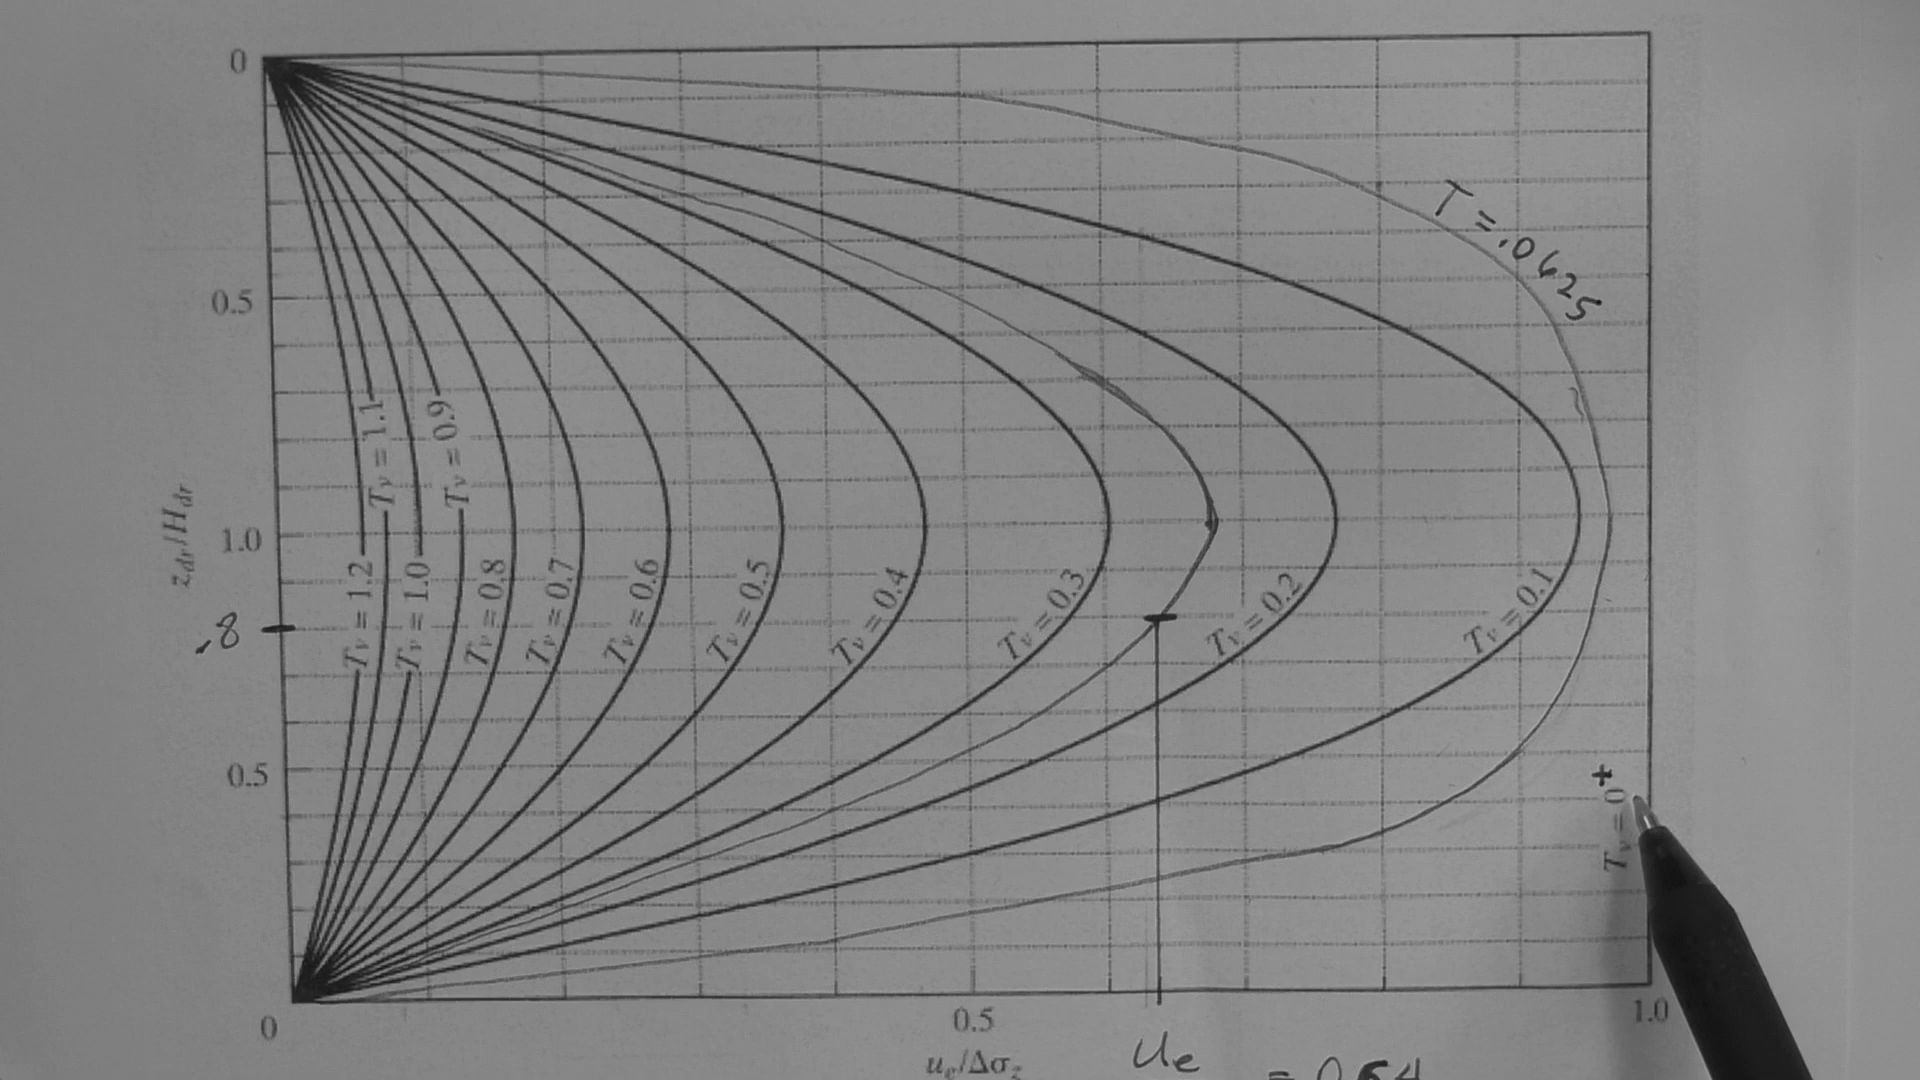 0
T = .0625
0.5
T_v = 1.1
T_v = 0.9
z_dr/H_dr
1.0
T_v = 1.2
T_v = 1.0
T_v = 0.8
T_v = 0.7
T_v = 0.6
T_v = 0.5
T_v = 0.4
T_v = 0.3
T_v = 0.2
T_v = 0.1
.8
0.5
T_v = 0+
0
0.5
1.0
u_e/Δσ_z
u_e